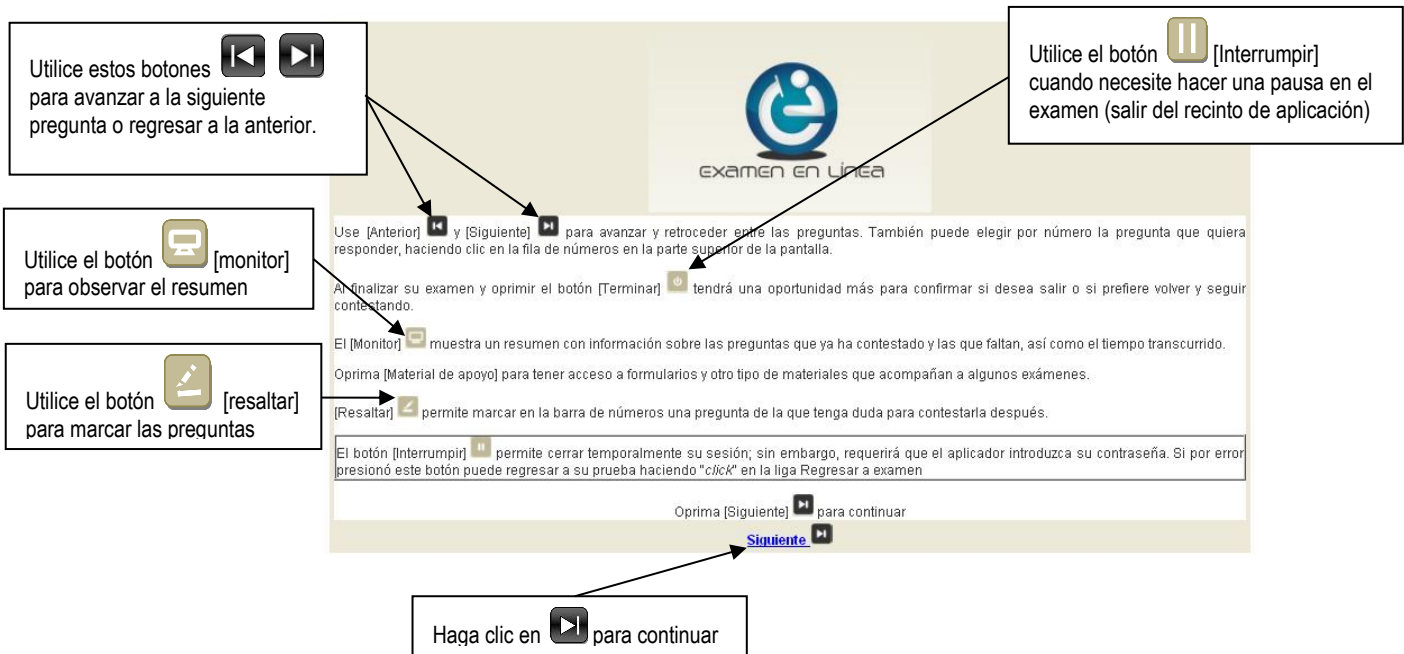 Utilice estos botones
para avanzar a la siguiente
pregunta o regresar a la anterior.
Utilice el botón [Interrumpir]
cuando necesite hacer una pausa en el
examen (salir del recinto de aplicación)
examen en Línea
Utilice el botón [monitor]
para observar el resumen
Utilice el botón [resaltar]
para marcar las preguntas
Use [Anterior] y [Siguiente] para avanzar y retroceder entre las preguntas. También puede elegir por número la pregunta que quiera
responder, haciendo clic en la fila de números en la parte superior de la pantalla.
Al finalizar su examen y oprimir el botón [Terminar] tendrá una oportunidad más para confirmar si desea salir o si prefiere volver y seguir
contestando.
El [Monitor] muestra un resumen con información sobre las preguntas que ya ha contestado y las que faltan, así como el tiempo transcurrido.
Oprima [Material de apoyo] para tener acceso a formularios y otro tipo de materiales que acompañan a algunos exámenes.
[Resaltar] permite marcar en la barra de números una pregunta de la que tenga duda para contestarla después.
El botón [Interrumpir] permite cerrar temporalmente su sesión; sin embargo, requerirá que el aplicador introduzca su contraseña. Si por error
presionó este botón puede regresar a su prueba haciendo "click" en la liga Regresar a examen
Oprima [Siguiente] para continuar
Siguiente
Haga clic en para continuar